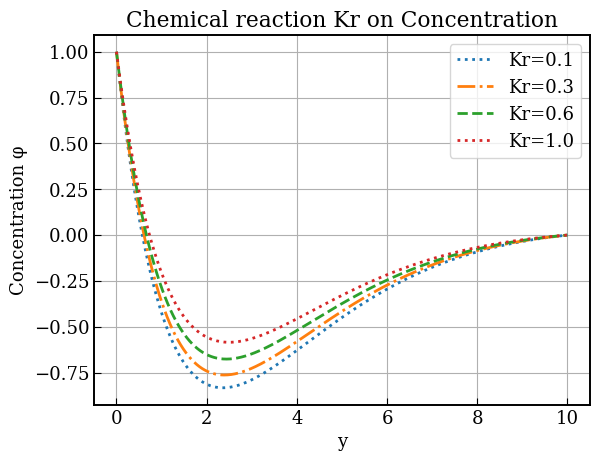 Chemical reaction Kr on Concentration
Kr=0.1
Kr=0.3
Kr=0.6
Kr=1.0
Concentration φ
1.00
0.75
0.50
0.25
0.00
−0.25
−0.50
−0.75
0 2 4 6 8 10
y